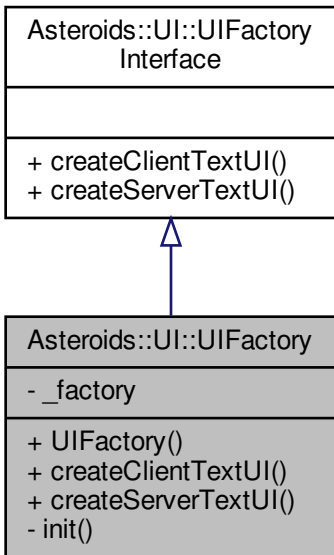 Asteroids::UI::UIFactory
Interface
+ createClientTextUI()
+ createServerTextUI()
Asteroids::UI::UIFactory
- _factory
+ UIFactory()
+ createClientTextUI()
+ createServerTextUI()
- init()